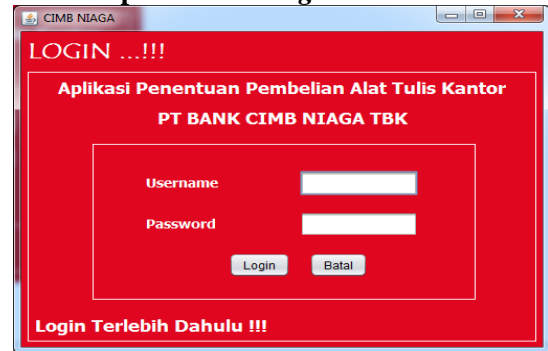 CIMB NIAGA
LOGIN ...!!!
Aplikasi Penentuan Pembelian Alat Tulis Kantor
PT BANK CIMB NIAGA TBK
Username
Password
Login Batal
Login Terlebih Dahulu !!!